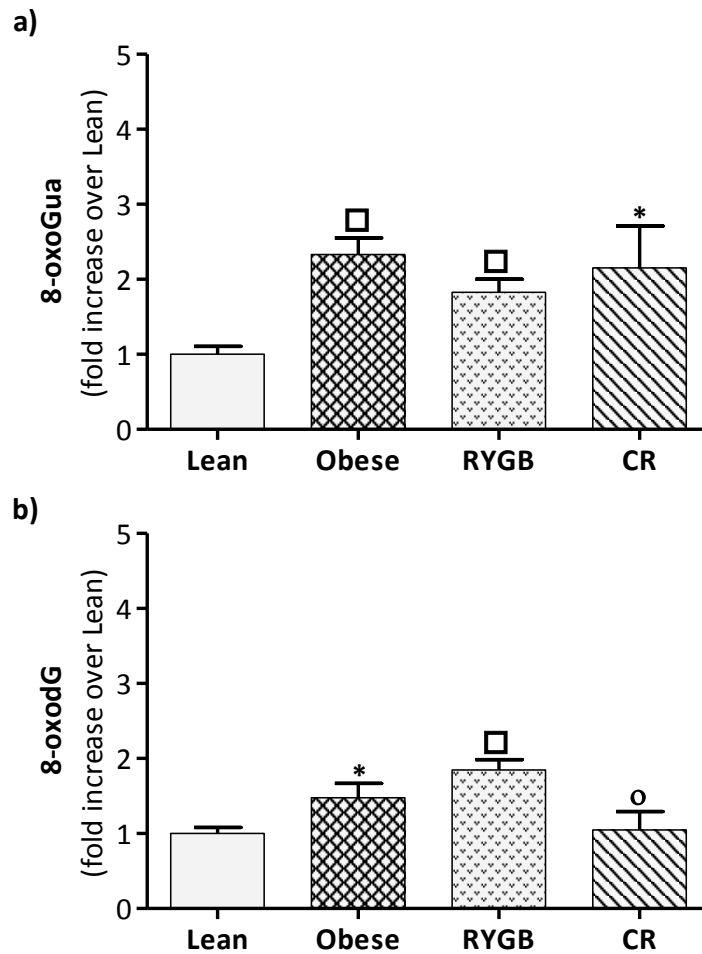 a)
8-oxoGua
(fold increase over Lean)
5
4
3
2
1
0
□
□
*
Lean Obese RYGB CR
b)
8-oxodG
(fold increase over Lean)
5
4
3
2
1
0
*
□
o
Lean Obese RYGB CR